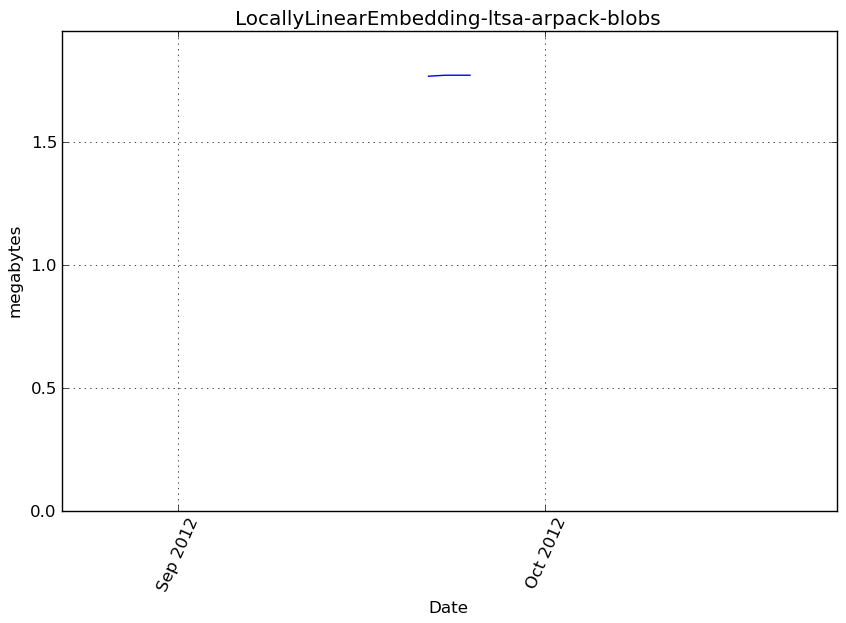 LocallyLinearEmbedding-ltsa-arpack-blobs
megabytes
1.5
1.0
0.5
0.0
Sep 2012
Oct 2012
Date